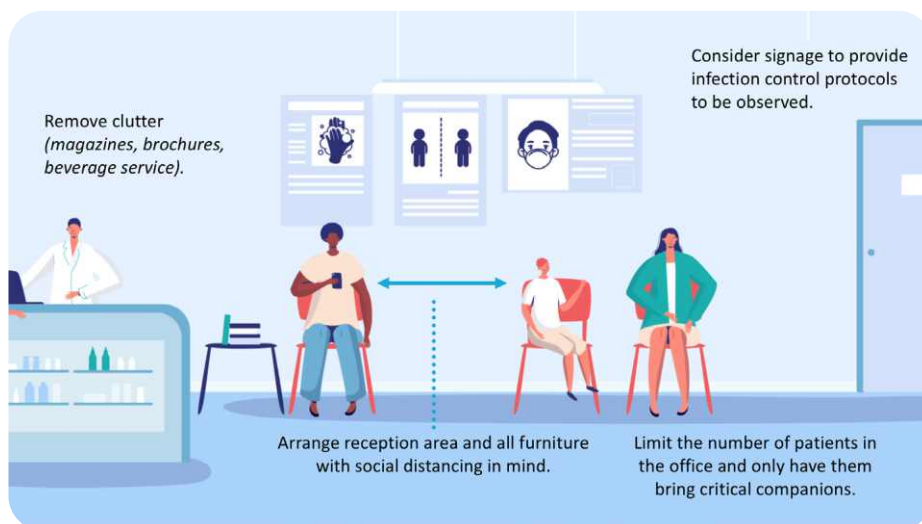 Remove clutter
(magazines, brochures,
beverage service).
Consider signage to provide
infection control protocols
to be observed.
Arrange reception area and all furniture
with social distancing in mind.
Limit the number of patients in
the office and only have them
bring critical companions.